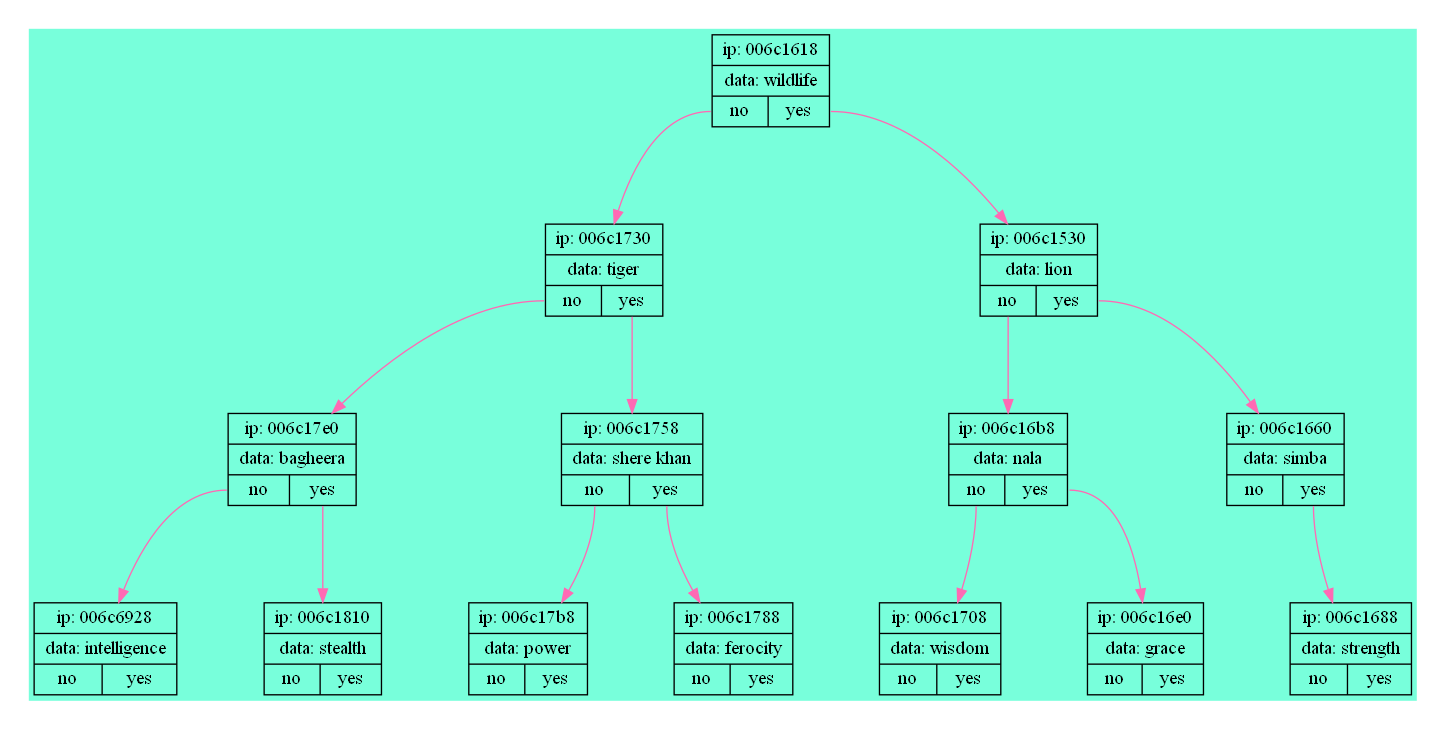 ip: 006c1618
data: wildlife
no yes
ip: 006c1730
data: tiger
no yes
ip: 006c1530
data: lion
no yes
ip: 006c17e0
data: bagheera
no yes
ip: 006c1758
data: shere khan
no yes
ip: 006c16b8
data: nala
no yes
ip: 006c1660
data: simba
no yes
ip: 006c6928
data: intelligence
no yes
ip: 006c1810
data: stealth
no yes
ip: 006c17b8
data: power
no yes
ip: 006c1788
data: ferocity
no yes
ip: 006c1708
data: wisdom
no yes
ip: 006c16e0
data: grace
no yes
ip: 006c1688
data: strength
no yes